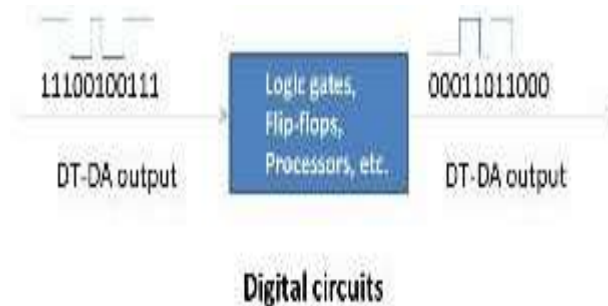 11100100111
Logic gates,
Flip-flops,
Processors, etc.
00011011000
DT-DA output
DT-DA output
Digital circuits